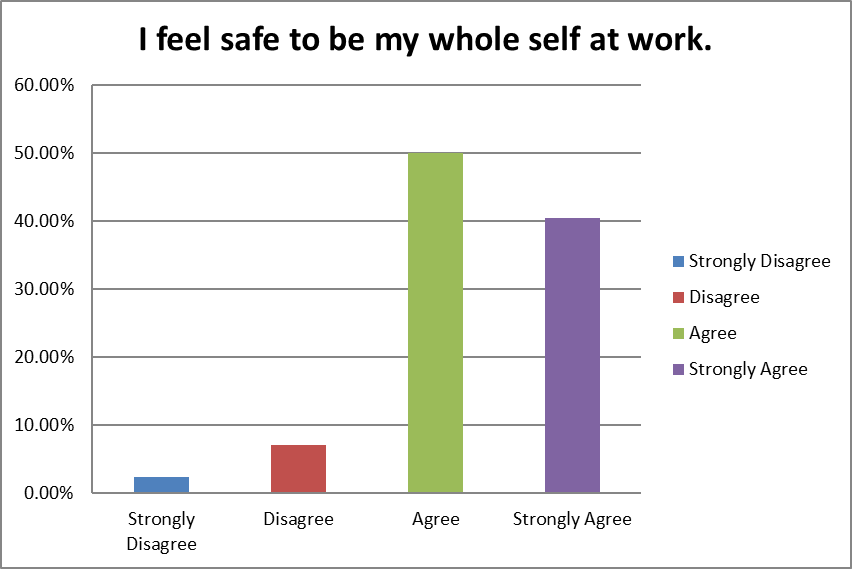 I feel safe to be my whole self at work.
60.00%
50.00%
40.00%
30.00%
20.00%
10.00%
0.00%
Strongly
Disagree
Disagree
Agree
Strongly Agree
Strongly Disagree
Disagree
Agree
Strongly Agree